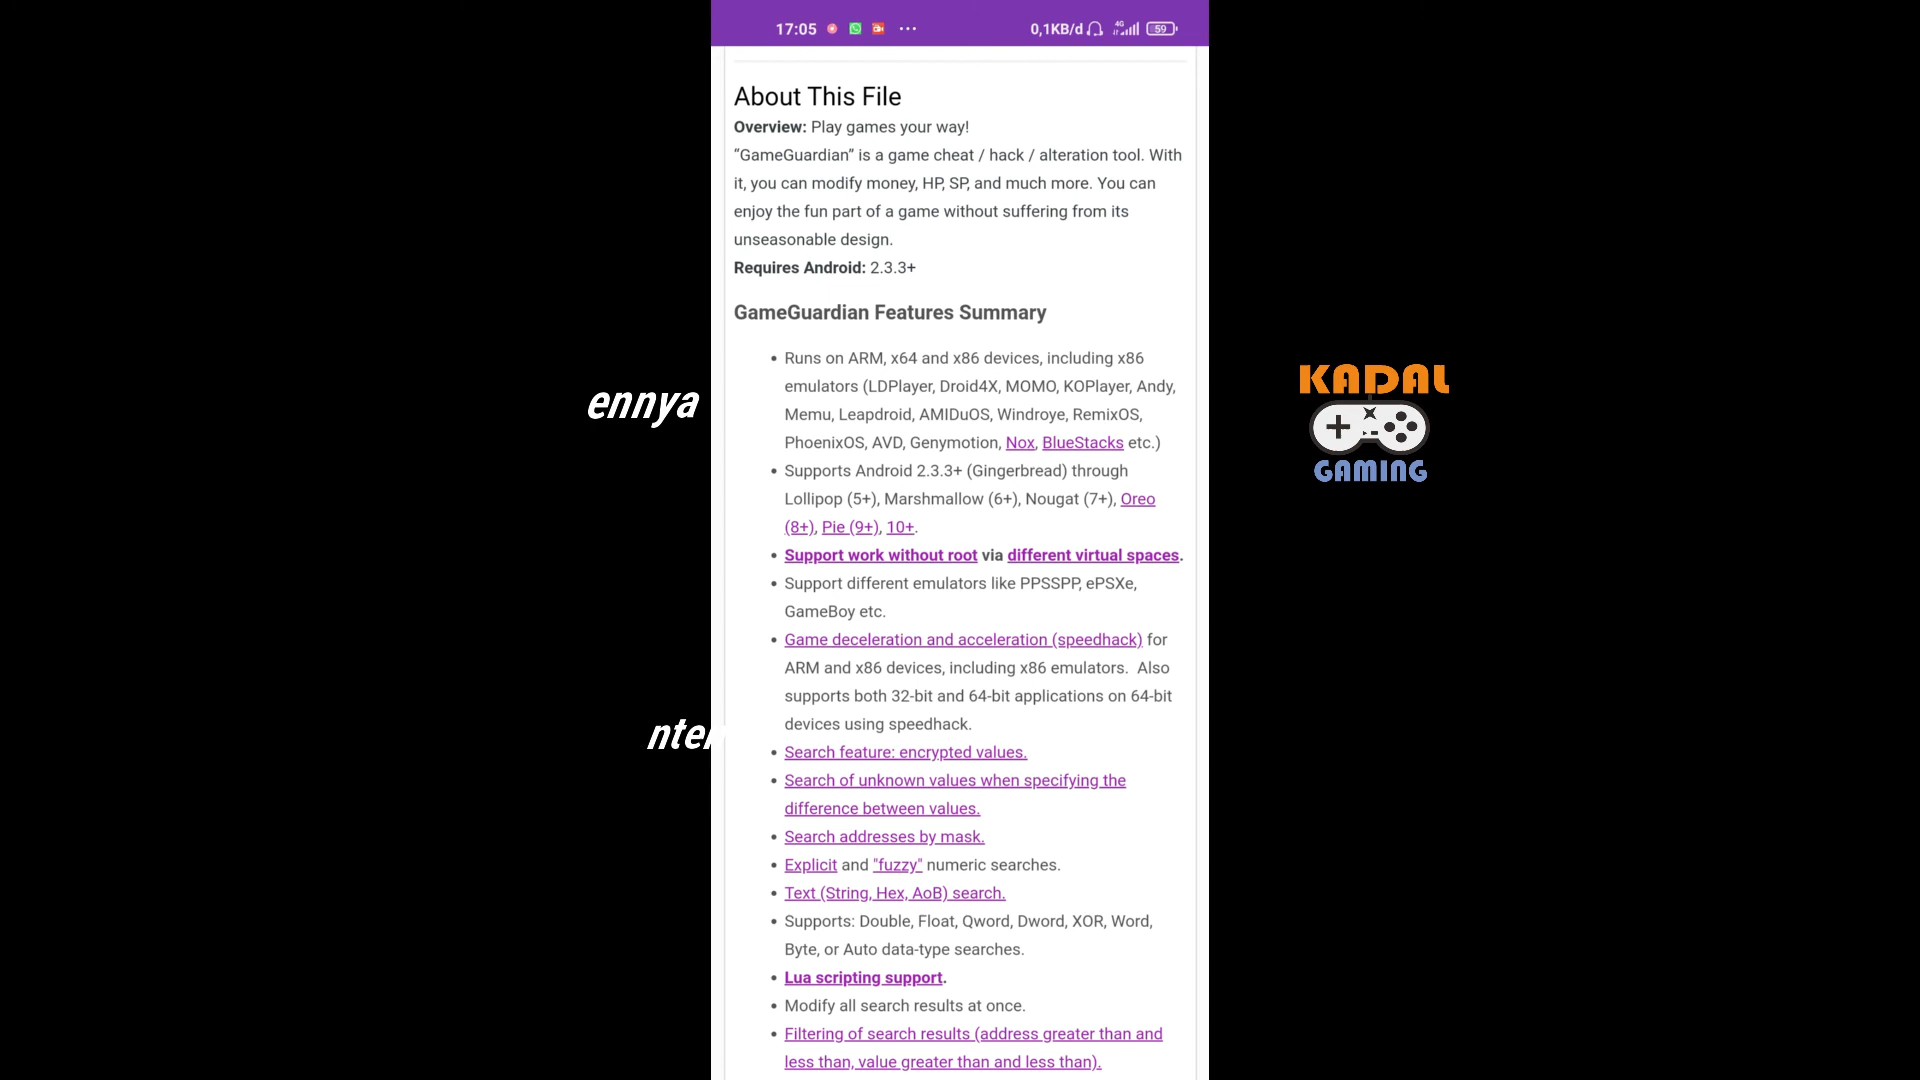 17:05
0,1KB/d 4G 59
About This File
Overview: Play games your way!
“GameGuardian” is a game cheat / hack / alteration tool. With
it, you can modify money, HP, SP, and much more. You can
enjoy the fun part of a game without suffering from its
unseasonable design.
Requires Android: 2.3.3+
GameGuardian Features Summary
• Runs on ARM, x64 and x86 devices, including x86
emulators (LDPlayer, Droid4X, MOMO, KOPlayer, Andy,
Memu, Leapdroid, AMIDuOS, Windroye, RemixOS,
PhoenixOS, AVD, Genymotion, Nox, BlueStacks etc.)
• Supports Android 2.3.3+ (Gingerbread) through
Lollipop (5+), Marshmallow (6+), Nougat (7+), Oreo
(8+), Pie (9+), 10+.
• Support work without root via different virtual spaces.
• Support different emulators like PPSSPP, ePSXe,
GameBoy etc.
• Game deceleration and acceleration (speedhack) for
ARM and x86 devices, including x86 emulators.  Also
supports both 32-bit and 64-bit applications on 64-bit
devices using speedhack.
• Search feature: encrypted values.
• Search of unknown values when specifying the
difference between values.
• Search addresses by mask.
• Explicit and "fuzzy" numeric searches.
• Text (String, Hex, AoB) search.
• Supports: Double, Float, Qword, Dword, XOR, Word,
Byte, or Auto data-type searches.
• Lua scripting support.
• Modify all search results at once.
• Filtering of search results (address greater than and
less than, value greater than and less than).
ennya
nter
KADAL
GAMING